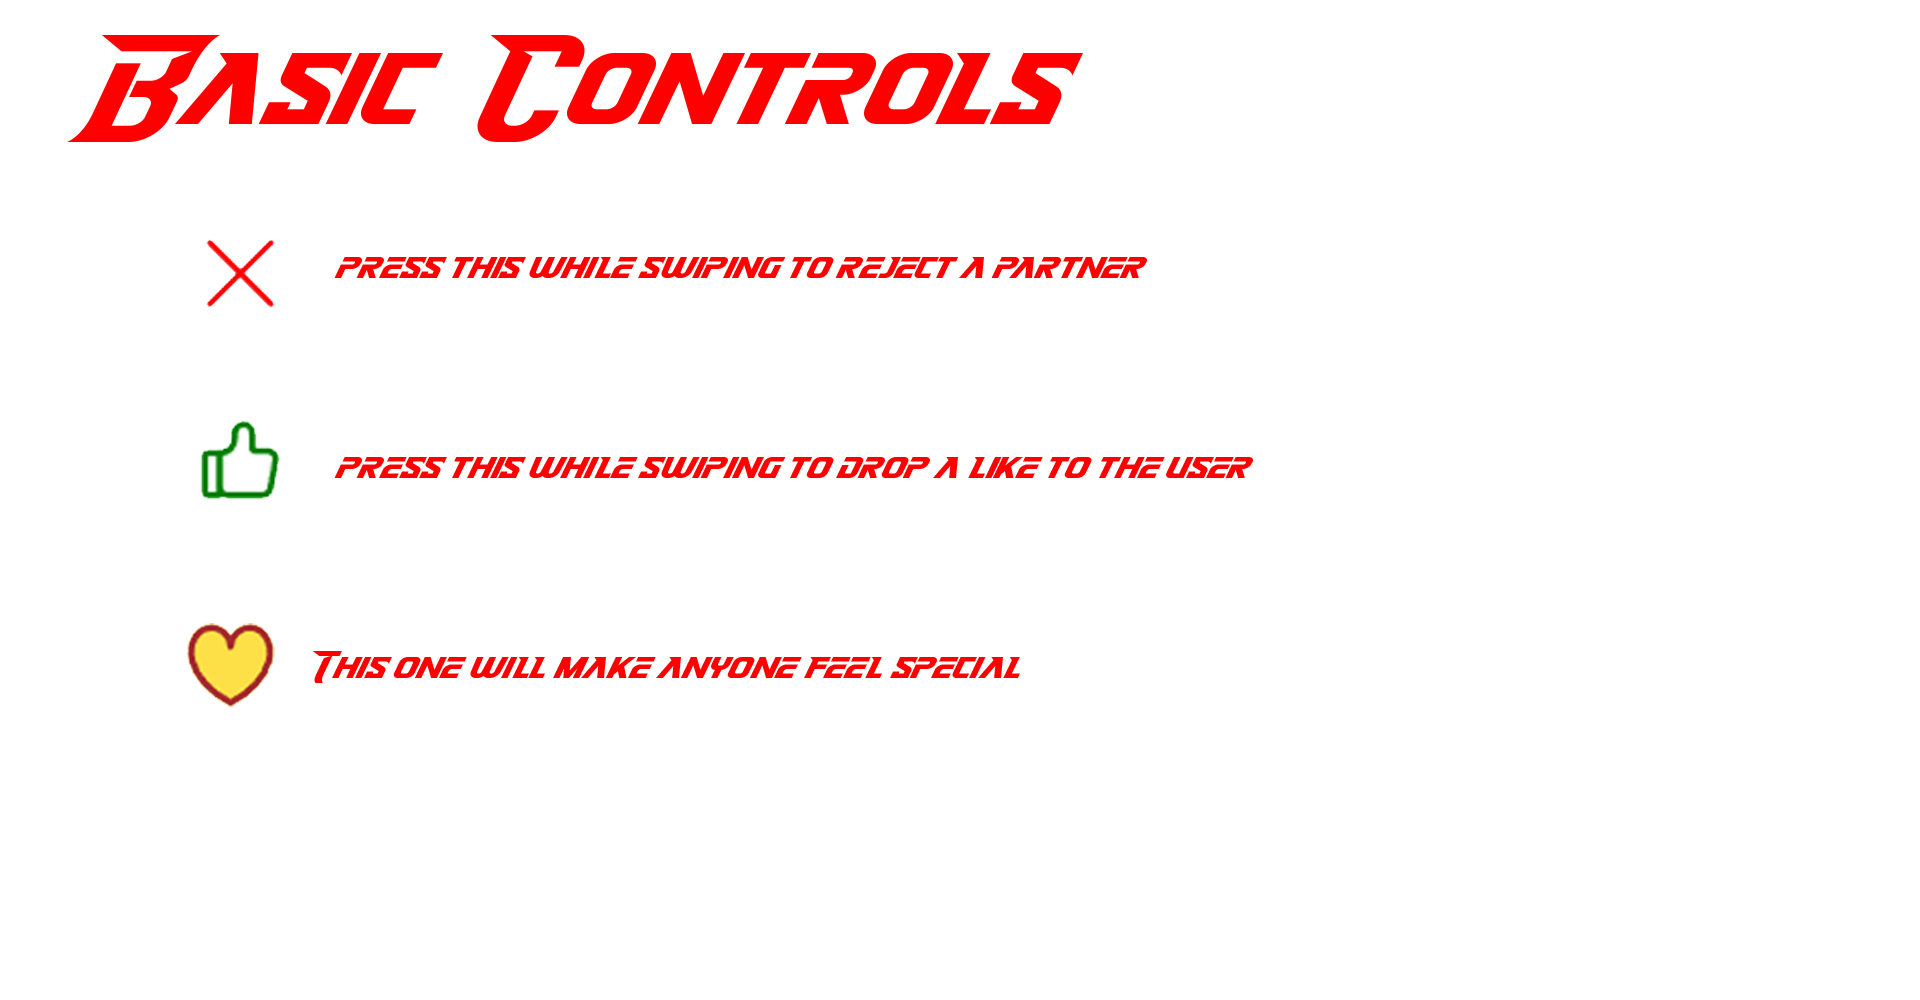 Basic Controls
press this while swiping to reject a partner
press this while swiping to drop a like to the user
This one will make anyone feel special